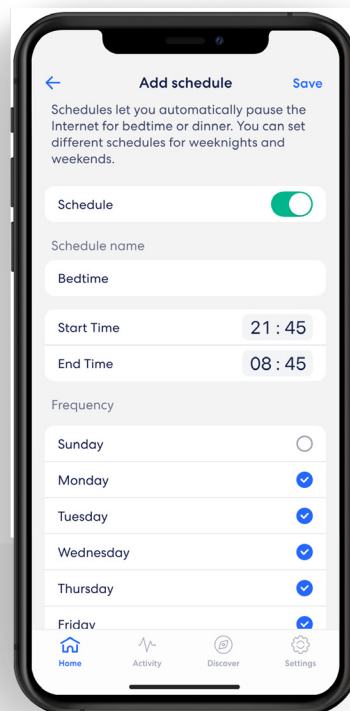 Add schedule Save
Schedules let you automatically pause the
Internet for bedtime or dinner. You can set
different schedules for weeknights and
weekends.
Schedule
Schedule name
Bedtime
Start Time 21 : 45
End Time 08 : 45
Frequency
Sunday
Monday
Tuesday
Wednesday
Thursday
Friday
Home Activity Discover Settings